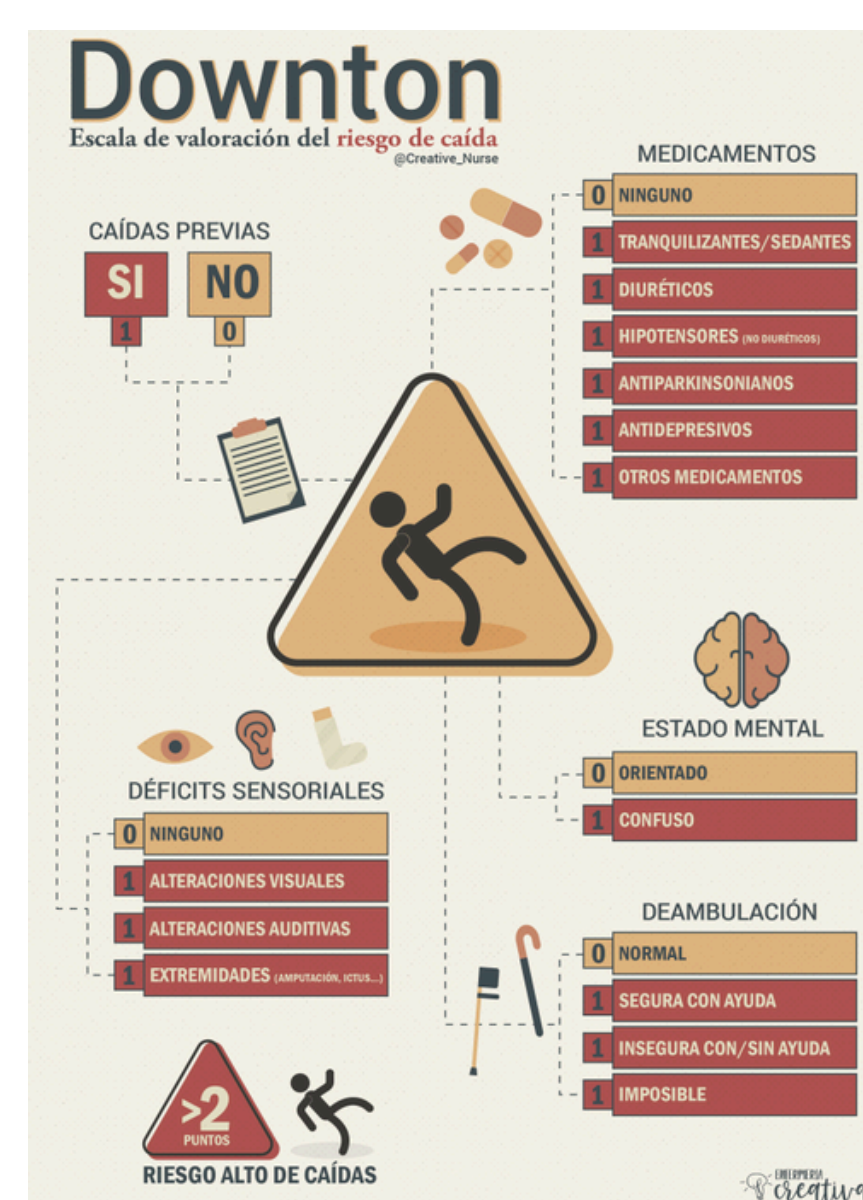 Downton
Escala de valoración del riesgo de caída
@Creative_Nurse
CAÍDAS PREVIAS
SI
NO
1
0
MEDICAMENTOS
0 NINGUNO
1 TRANQUILIZANTES/SEDANTES
1 DIURÉTICOS
1 HIPOTENSORES (NO DIURÉTICOS)
1 ANTIPARKINSONIANOS
1 ANTIDEPRESIVOS
1 OTROS MEDICAMENTOS
ESTADO MENTAL
0 ORIENTADO
1 CONFUSO
DÉFICITS SENSORIALES
0 NINGUNO
1 ALTERACIONES VISUALES
1 ALTERACIONES AUDITIVAS
1 EXTREMIDADES (AMPUTACIÓN, ICTUS...)
DEAMBULACIÓN
0 NORMAL
1 SEGURA CON AYUDA
1 INSEGURA CON/SIN AYUDA
1 IMPOSIBLE
>2
PUNTOS
RIESGO ALTO DE CAÍDAS
ENFERMERÍA
creativa